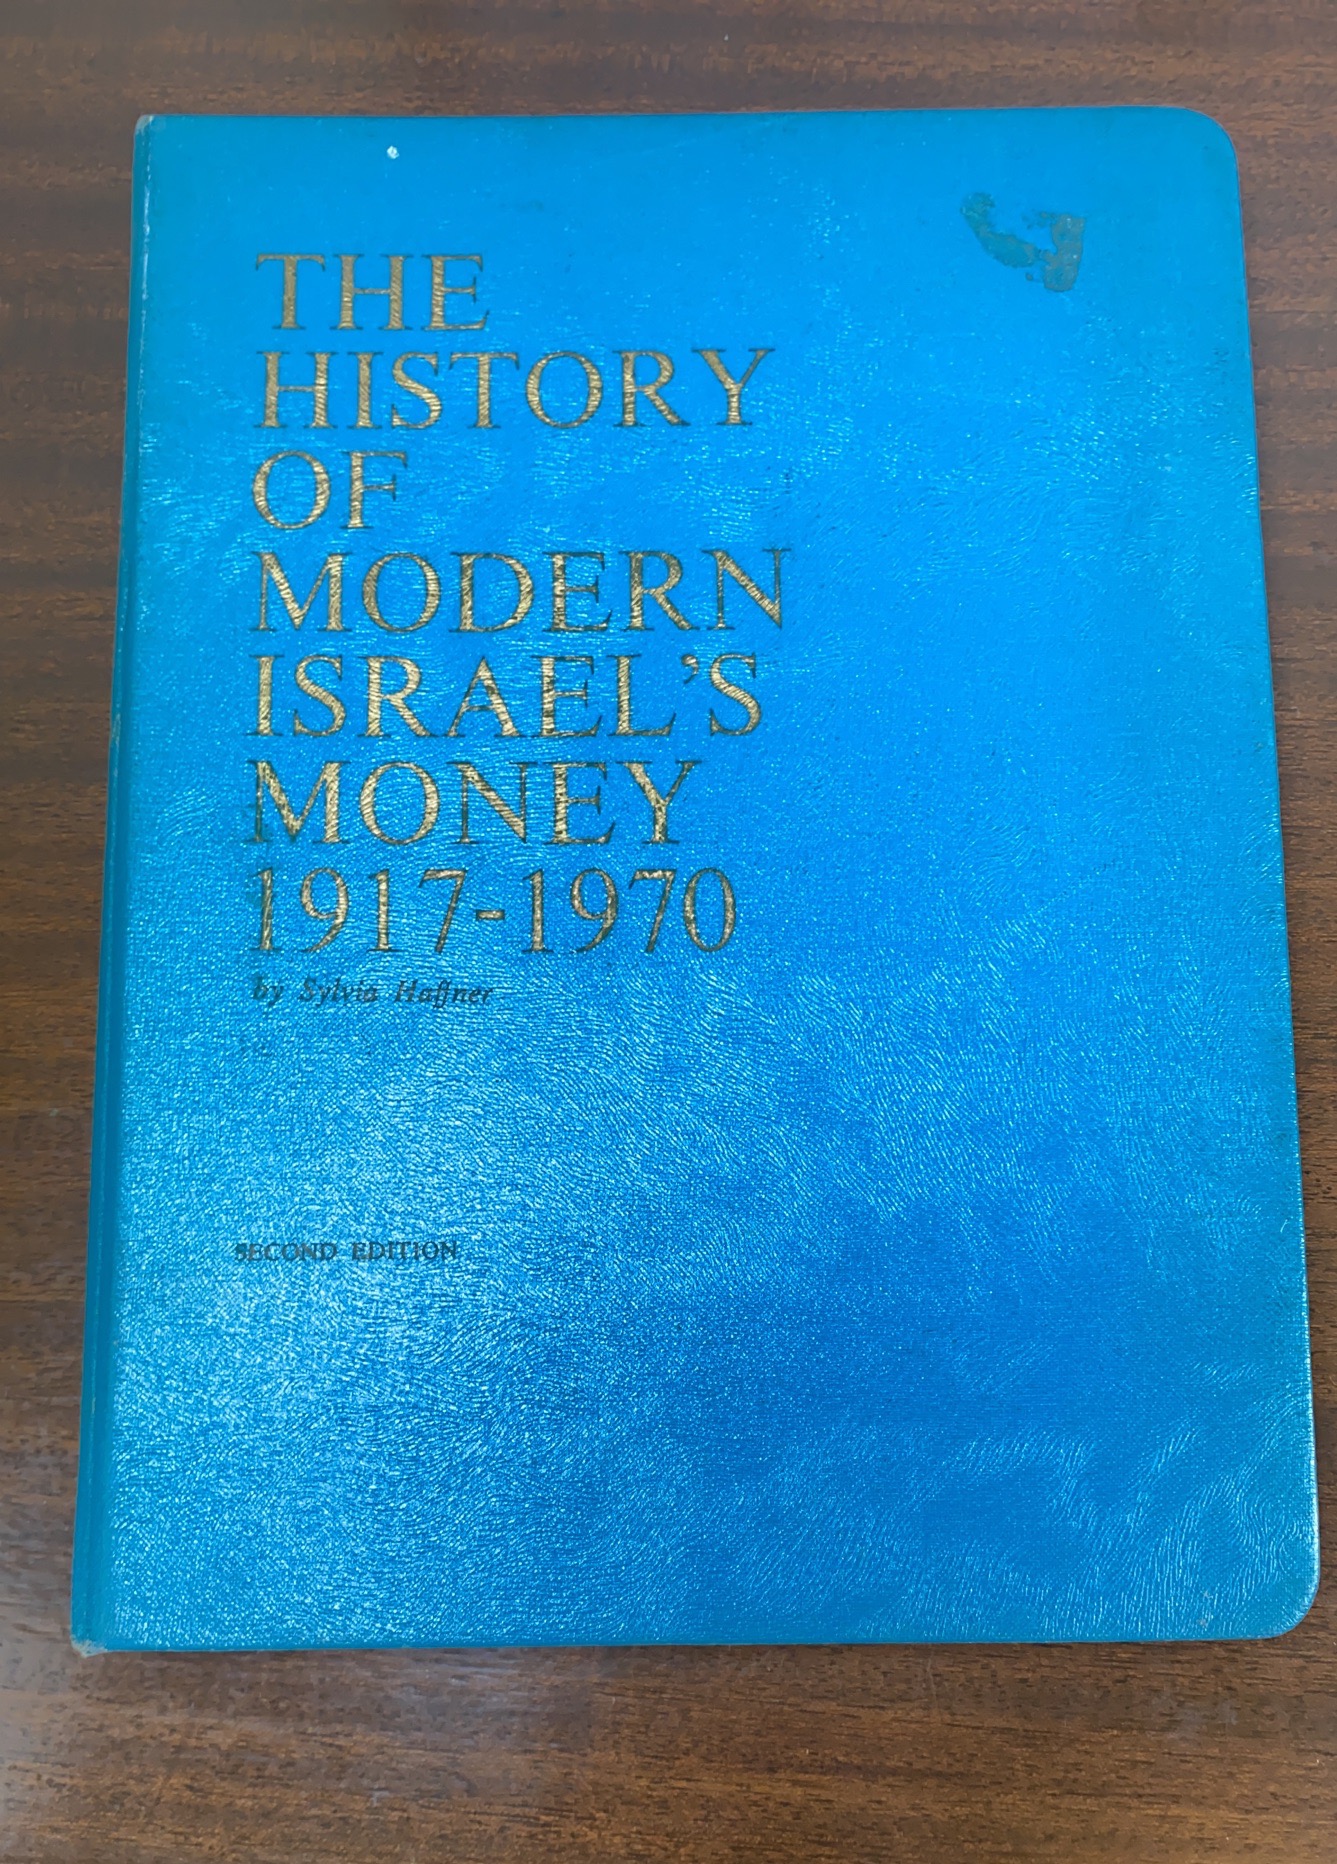 THE
HISTORY
OF
MODERN
ISRAEL'S
MONEY
1917-1970
by Sylvia Haffner
SECOND EDITION